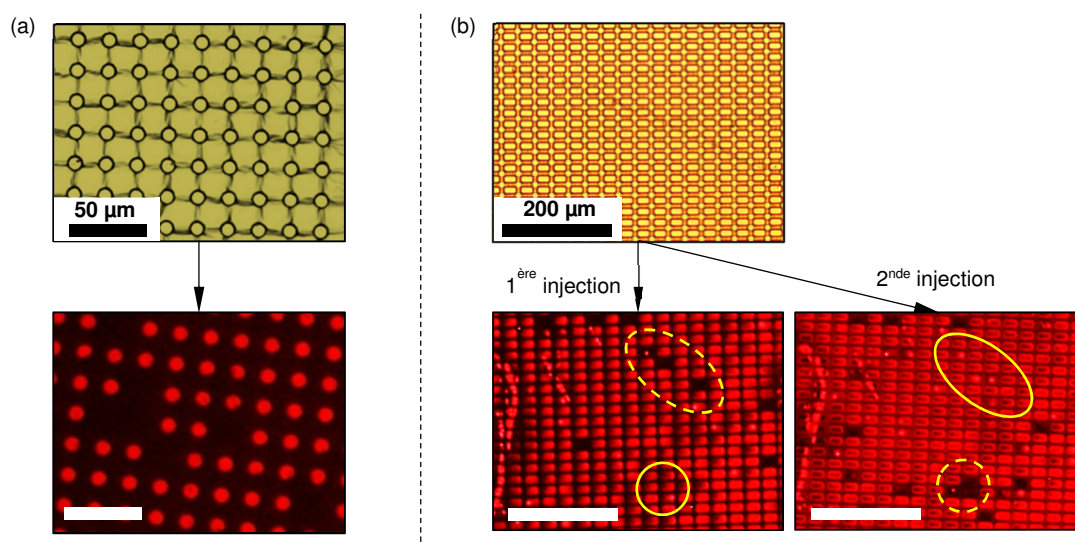 (a)
50 µm
(b)
200 µm
1ère injection
2nde injection